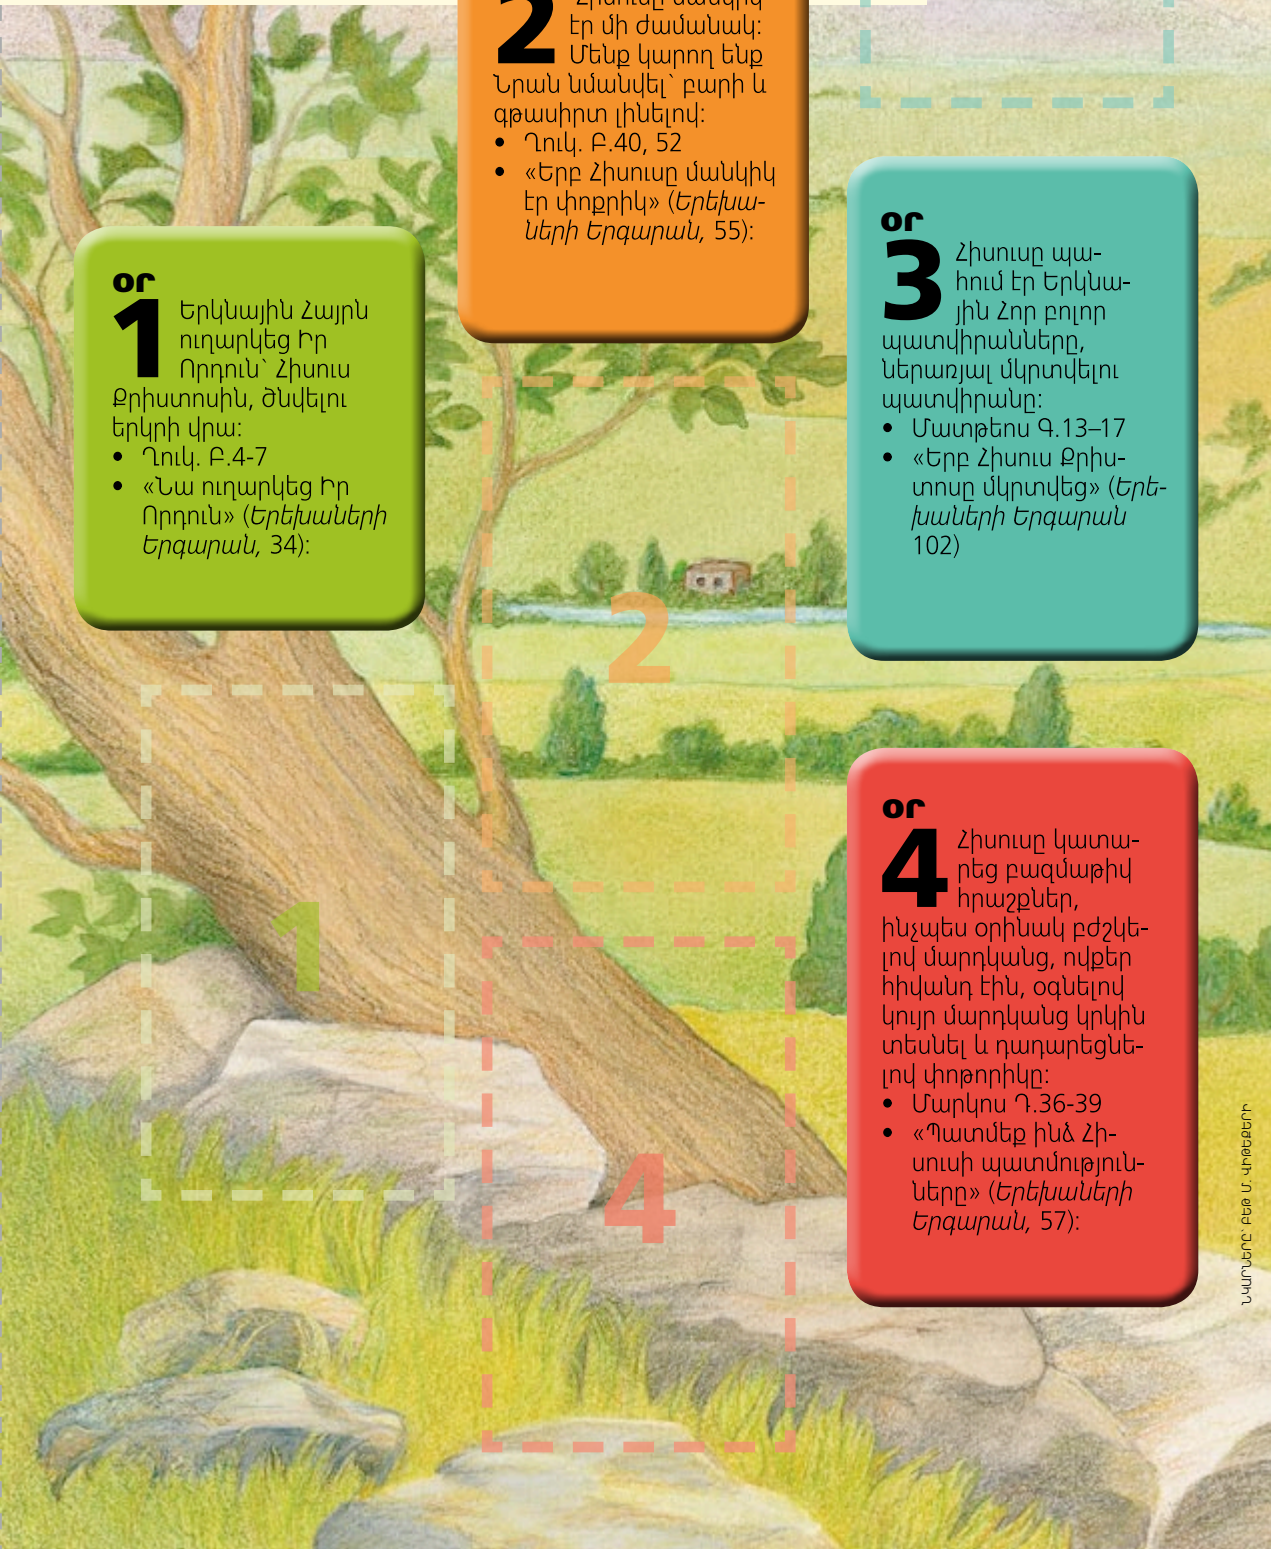 օր
1 Երկնային Հայրն
ուղարկեց Իր
Որդուն` Հիսուս
Քրիստոսին, ծնվելու
երկրի վրա:
• Ղուկ. Բ.4-7
• «Նա ուղարկեց Իր
Որդուն» (Երեխաների
Երգարան, 34):
2
էր մի ժամանակ:
Մենք կարող ենք
Նրան նմանվել` բարի և
գթասիրտ լինելով:
• Ղուկ. Բ.40, 52
• «Երբ Հիսուսը մանկիկ
էր փոքրիկ» (Երեխա-
ների Երգարան, 55):
օր
3 Հիսուսը պա-
հում էր Երկնա-
յին Հոր բոլոր
պատվիրանները,
ներառյալ մկրտվելու
պատվիրանը:
• Մատթեոս Գ.13–17
• «Երբ Հիսուս Քրիս-
տոսը մկրտվեց» (Երե-
խաների Երգարան
102)
օր
4 Հիսուսը կատա-
րեց բազմաթիվ
հրաշքներ,
ինչպես օրինակ բժշկե-
լով մարդկանց, ովքեր
հիվանդ էին, օգնելով
կույր մարդկանց կրկին
տեսնել և դադարեցնե-
լով փոթորիկը:
• Մարկոս Դ.36-39
• «Պատմեք ինձ Հի-
սուսի պատմություն-
ները» (Երեխաների
Երգարան, 57):
1
2
4
ՆԿԱՐՆԵՐԸ` ԲԵԹ Մ. ՎԻԹԵՔԵՐԻ